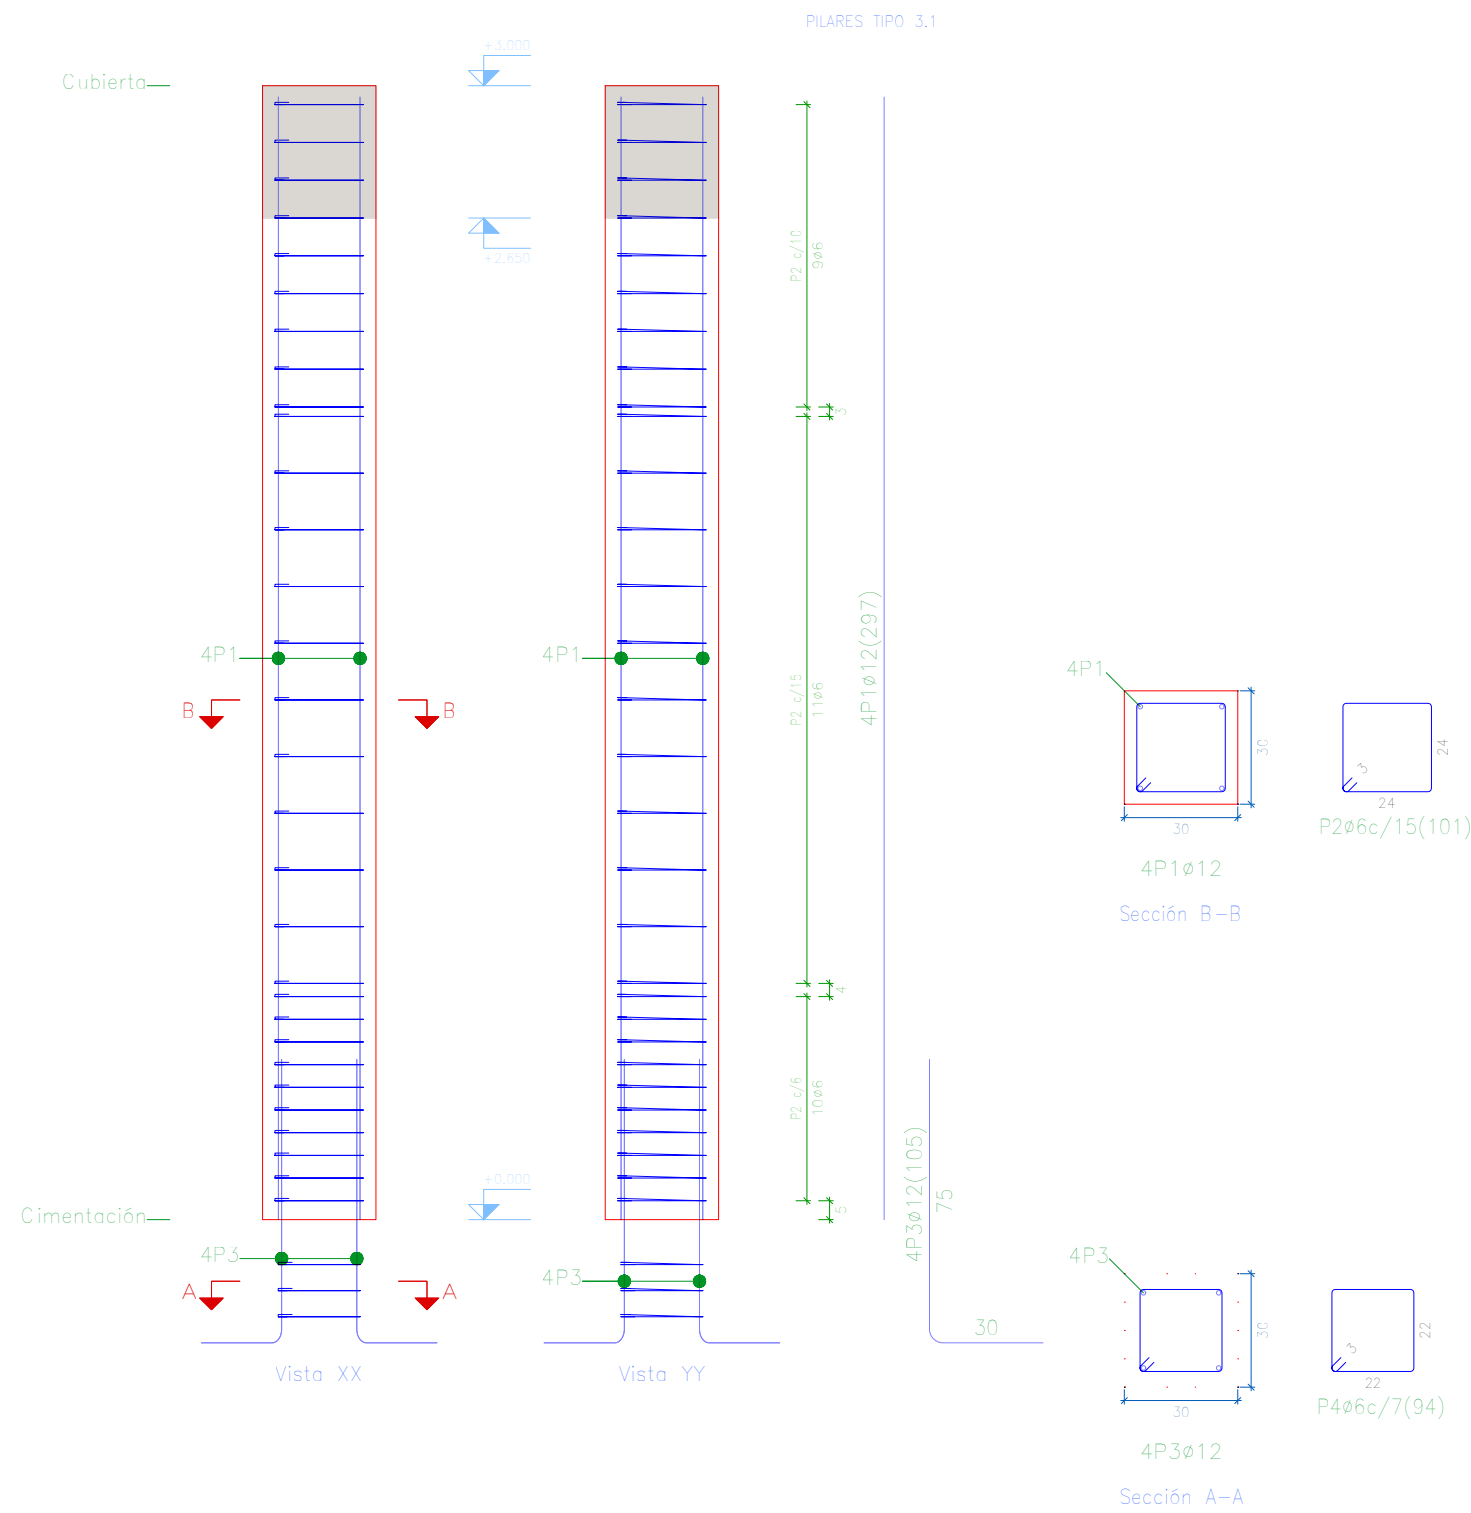 PILARES TIPO 3.1
+3.000
Cubierta
+2.650
P2 c/10
9ø6
3
4P1
4P1
B
B
P2 c/15
11ø6
4P1ø12(297)
4
P2 c/6
10ø6
+0.000
5
Cimentación
4P3
4P3
A
A
Vista XX
Vista YY
4P3ø12(105)
75
30
4P1
30
30
4P1ø12
Sección B-B
3
24
24
P2ø6c/15(101)
4P3
30
30
4P3ø12
Sección A-A
3
22
22
P4ø6c/7(94)